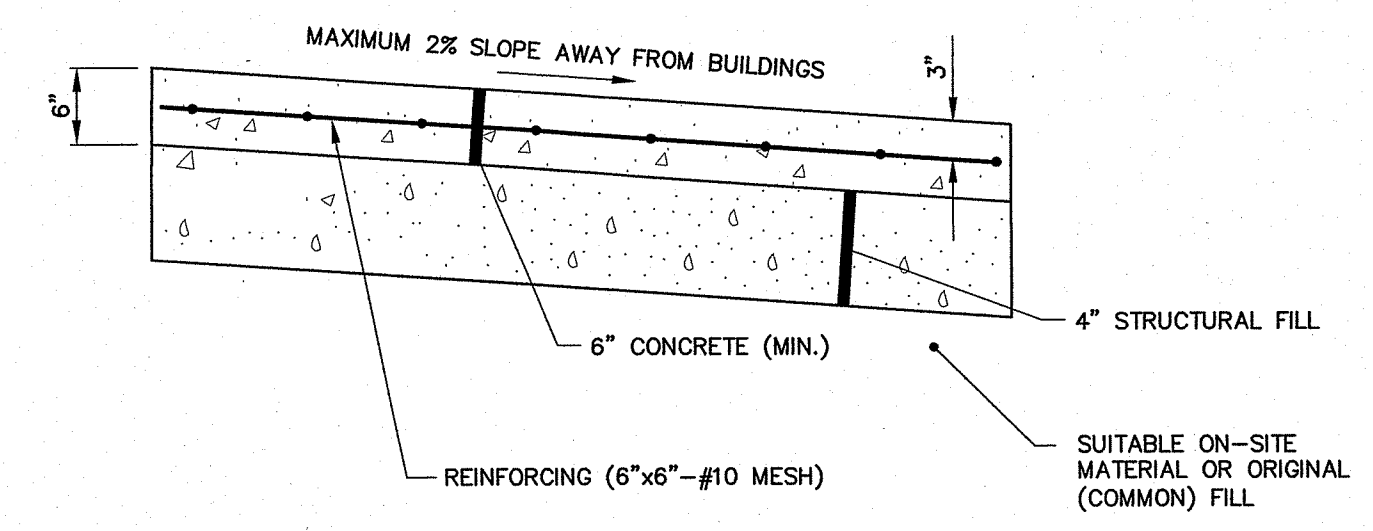 MAXIMUM 2% SLOPE AWAY FROM BUILDINGS
3"
6"
4" STRUCTURAL FILL
6" CONCRETE (MIN.)
SUITABLE ON-SITE
MATERIAL OR ORIGINAL
(COMMON) FILL
REINFORCING (6"x6"-#10 MESH)